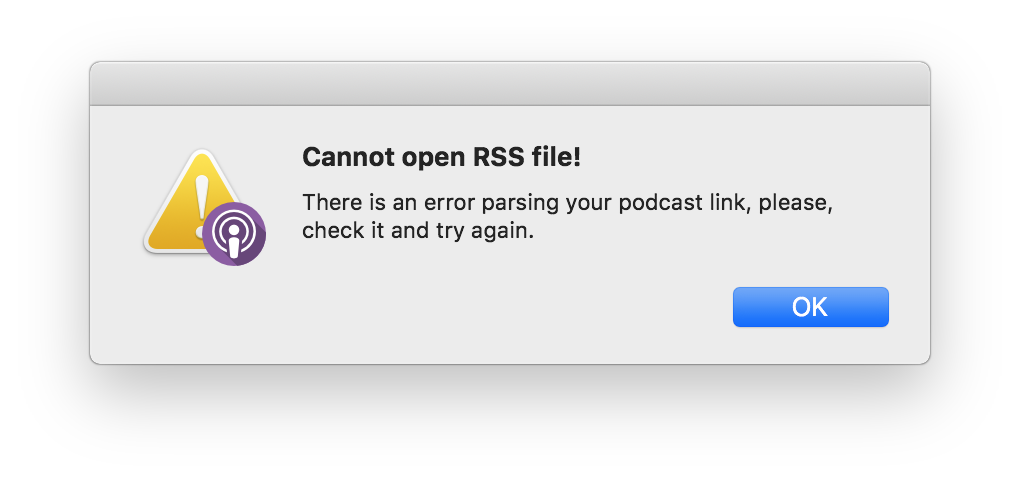 Cannot open RSS file!
There is an error parsing your podcast link, please,
check it and try again.
OK